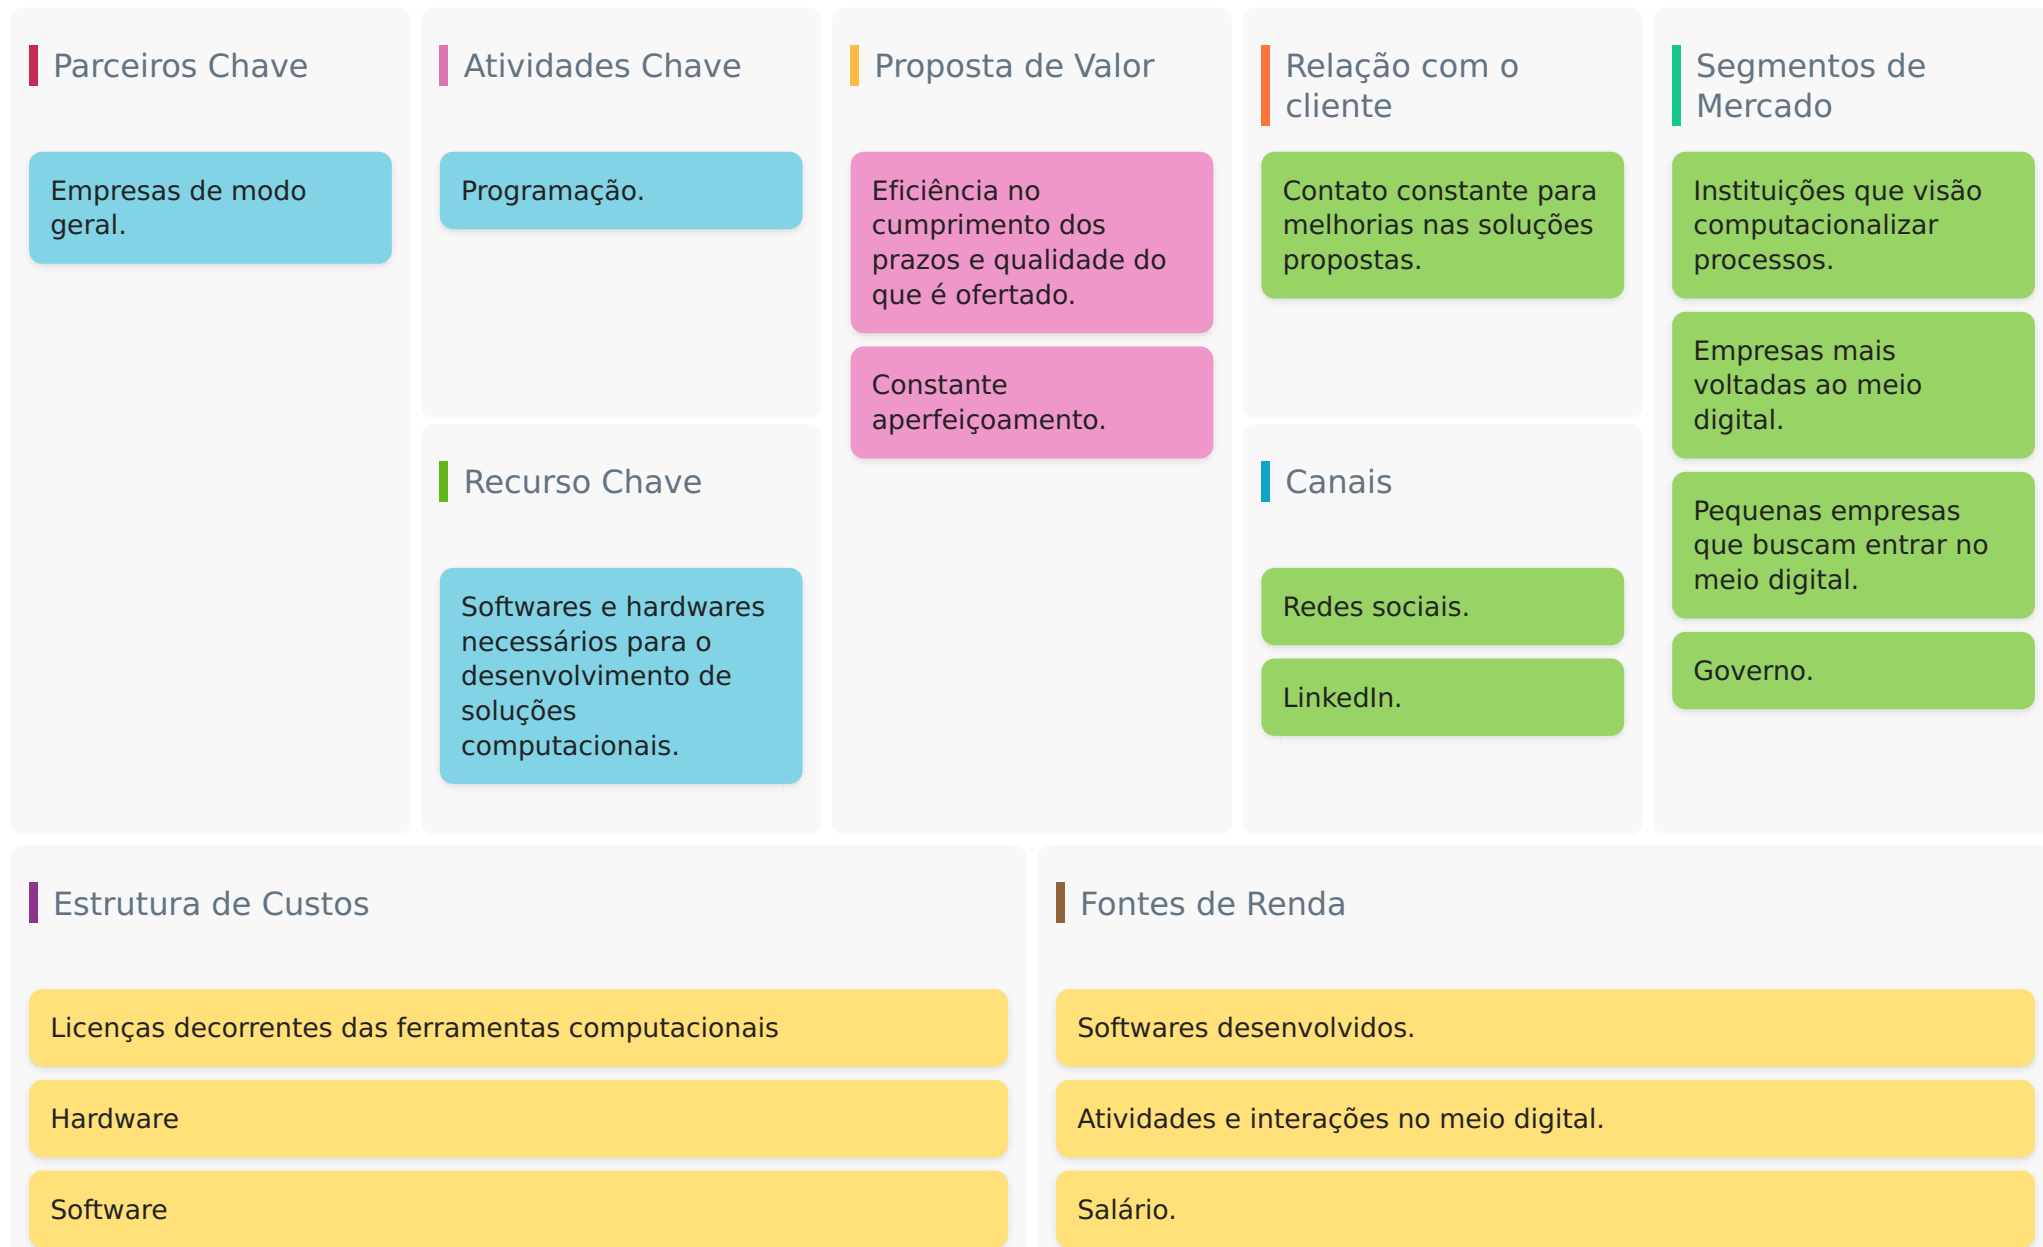 Parceiros Chave
Empresas de modo
geral.
Atividades Chave
Programação.
Recurso Chave
Softwares e hardwares
necessários para o
desenvolvimento de
soluções
computacionais.
Proposta de Valor
Eficiência no
cumprimento dos
prazos e qualidade do
que é ofertado.
Constante
aperfeiçoamento.
Relação com o
cliente
Contato constante para
melhorias nas soluções
propostas.
Canais
Redes sociais.
LinkedIn.
Segmentos de
Mercado
Instituições que visão
computacionalizar
processos.
Empresas mais
voltadas ao meio
digital.
Pequenas empresas
que buscam entrar no
meio digital.
Governo.
Estrutura de Custos
Licenças decorrentes das ferramentas computacionais
Hardware
Software
Fontes de Renda
Softwares desenvolvidos.
Atividades e interações no meio digital.
Salário.